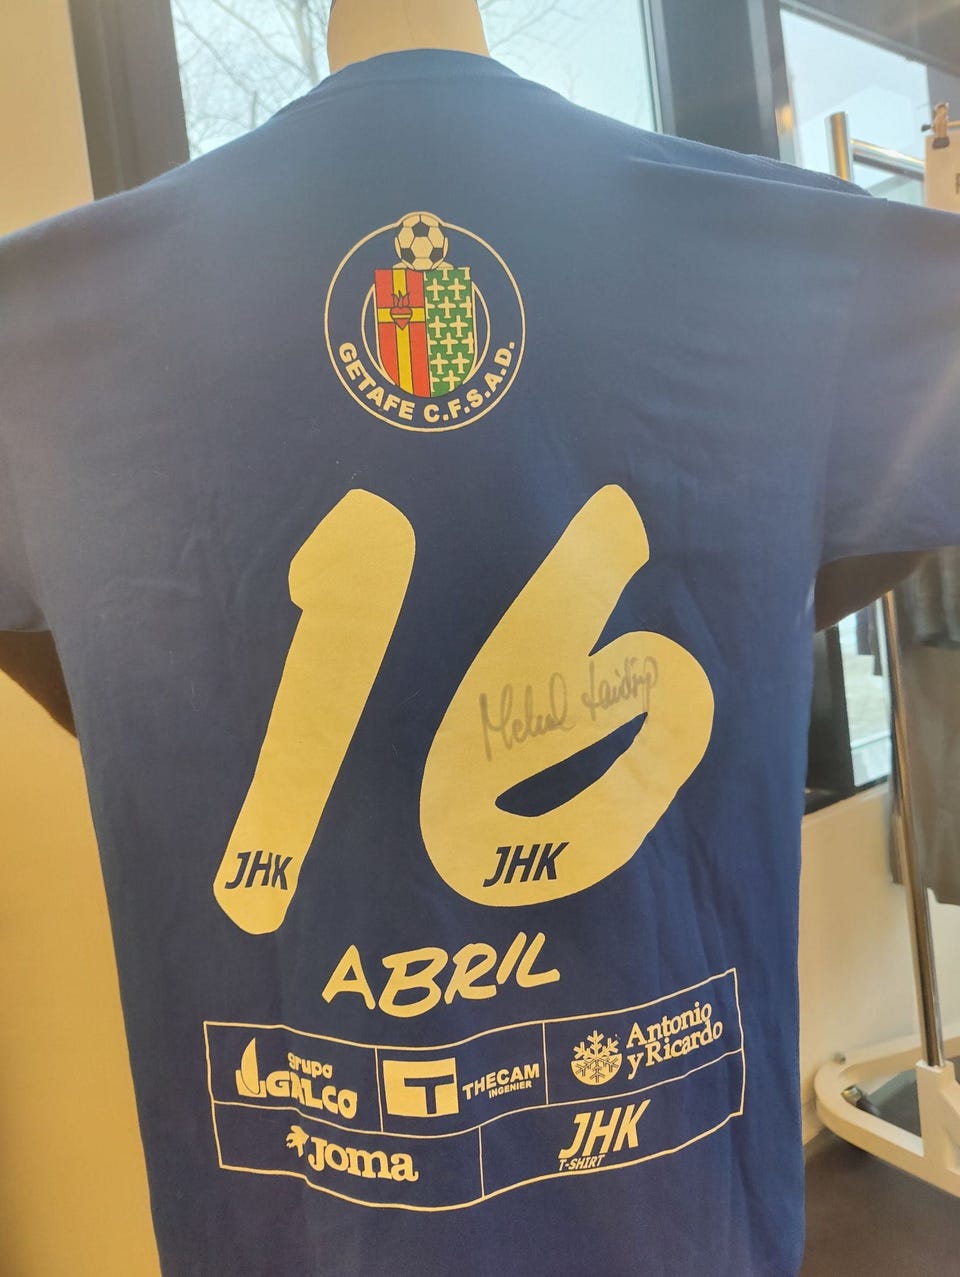 GETAFE C.F.S.A.D.
16
JHK JHK
ABRIL
grupo
GALCO
T
THECAM
INGENIER
Antonio
y Ricardo
Joma
JHK
T-SHIRT